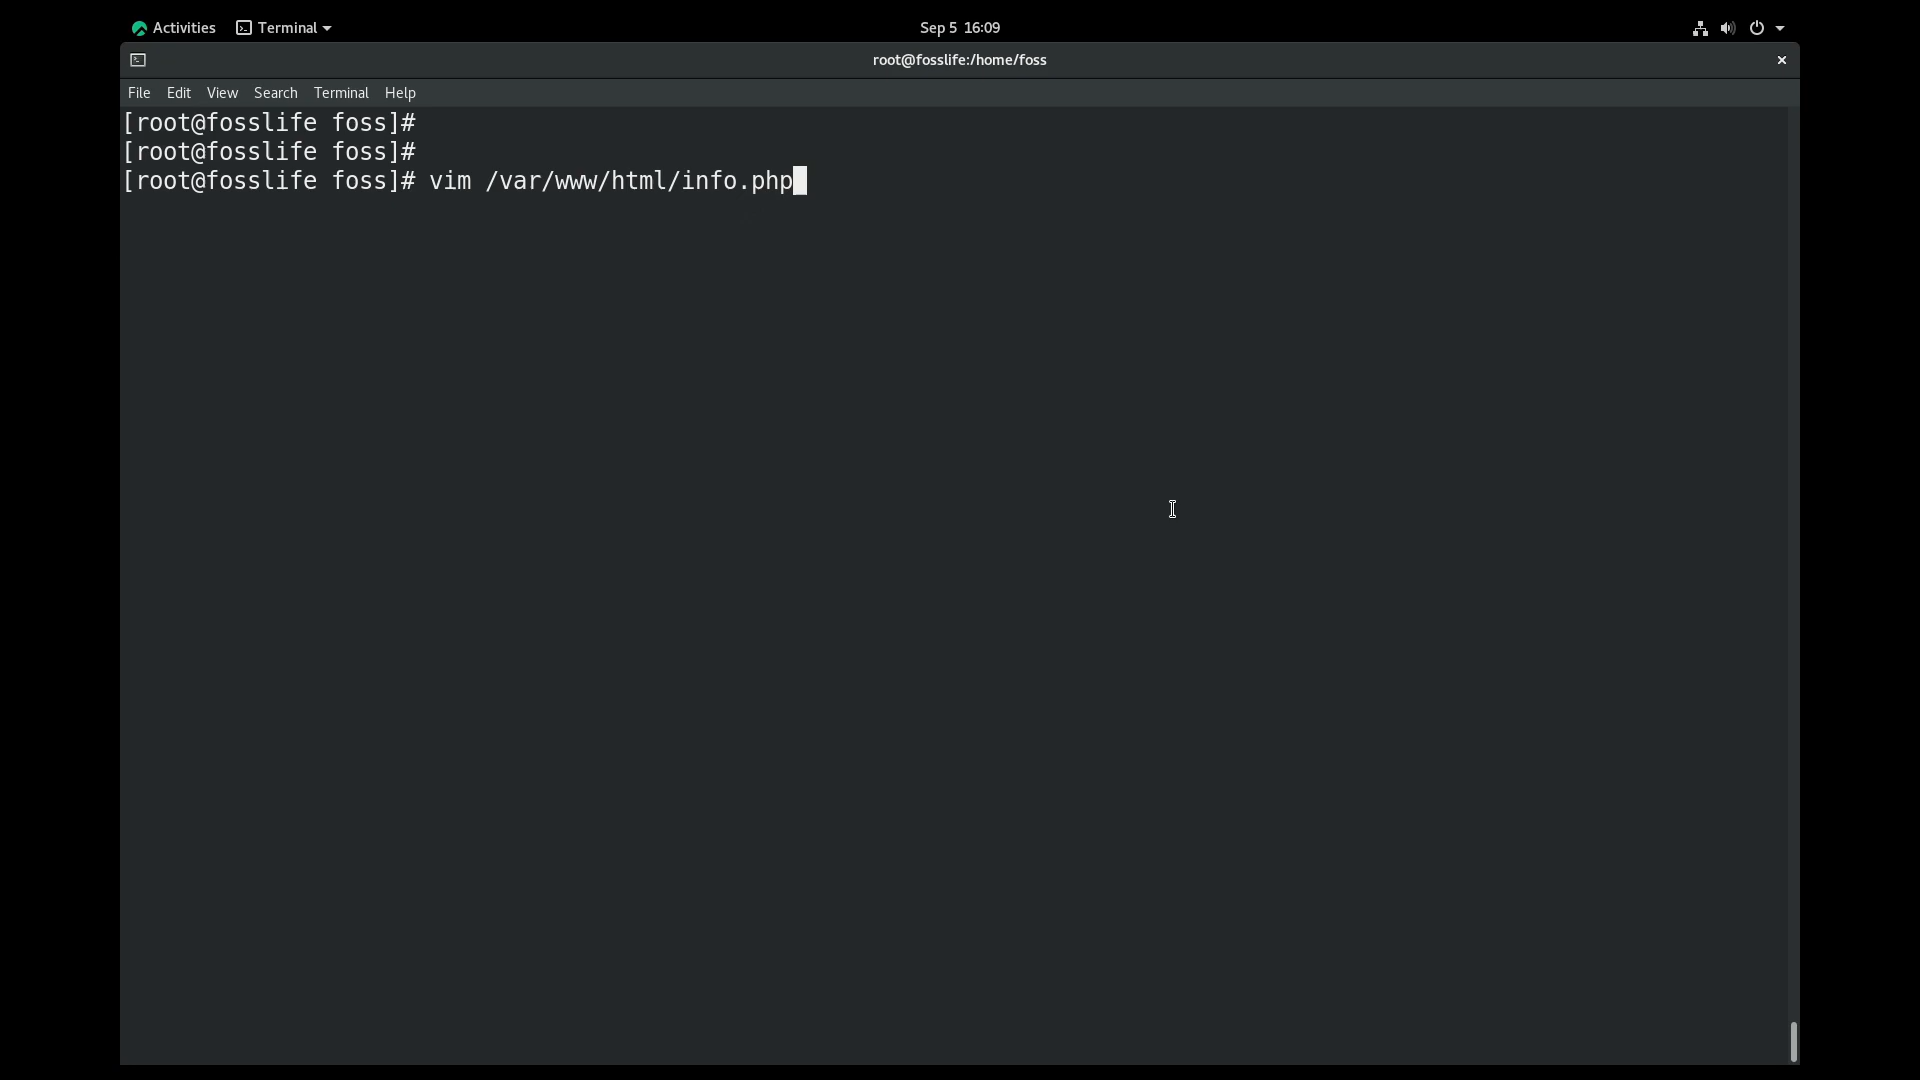 Activities Terminal Sep 5 16:09
root@fosslife:/home/foss
File Edit View Search Terminal Help
[root@fosslife foss]#
[root@fosslife foss]#
[root@fosslife foss]# vim /var/www/html/info.php